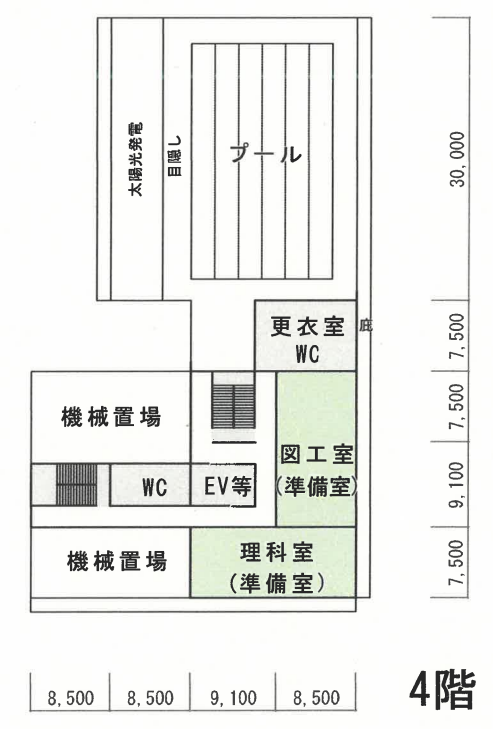 太陽光発電
目隠し
プール
30,000
更衣室
WC
庇
7,500
機械置場
7,500
図工室
(準備室)
WC
EV等
9,100
機械置場
理科室
(準備室)
7,500
8,500
8,500
9,100
8,500
4階